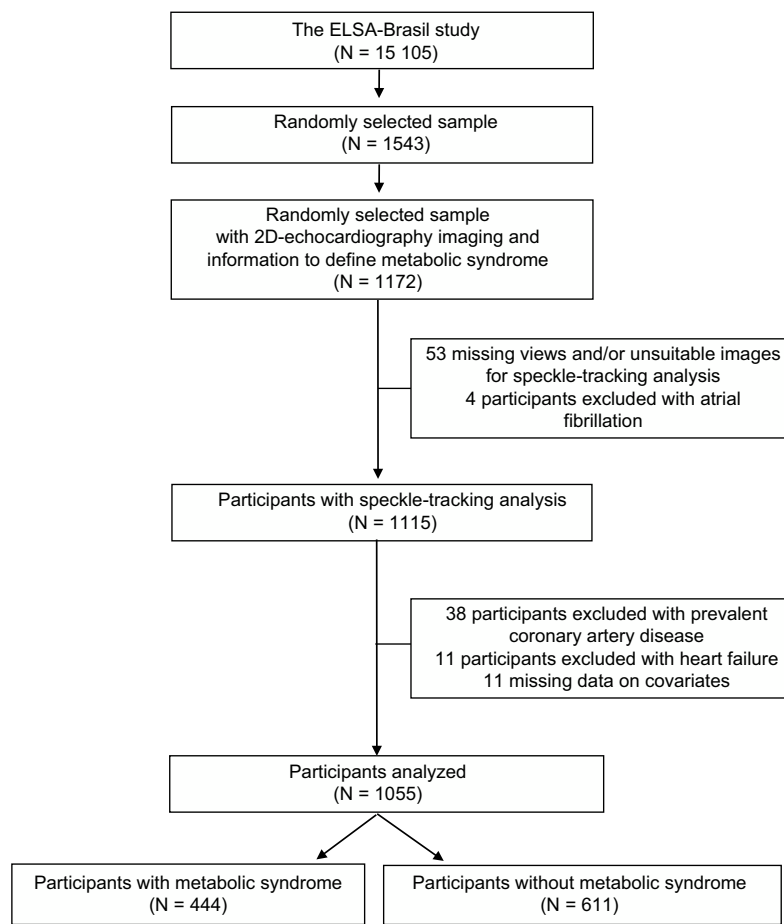 The ELSA-Brasil study
(N = 15 105)
Randomly selected sample
(N = 1543)
Randomly selected sample
with 2D-echocardiography imaging and
information to define metabolic syndrome
(N = 1172)
53 missing views and/or unsuitable images
for speckle-tracking analysis
4 participants excluded with atrial
fibrillation
Participants with speckle-tracking analysis
(N = 1115)
38 participants excluded with prevalent
coronary artery disease
11 participants excluded with heart failure
11 missing data on covariates
Participants analyzed
(N = 1055)
Participants with metabolic syndrome
(N = 444)
Participants without metabolic syndrome
(N = 611)